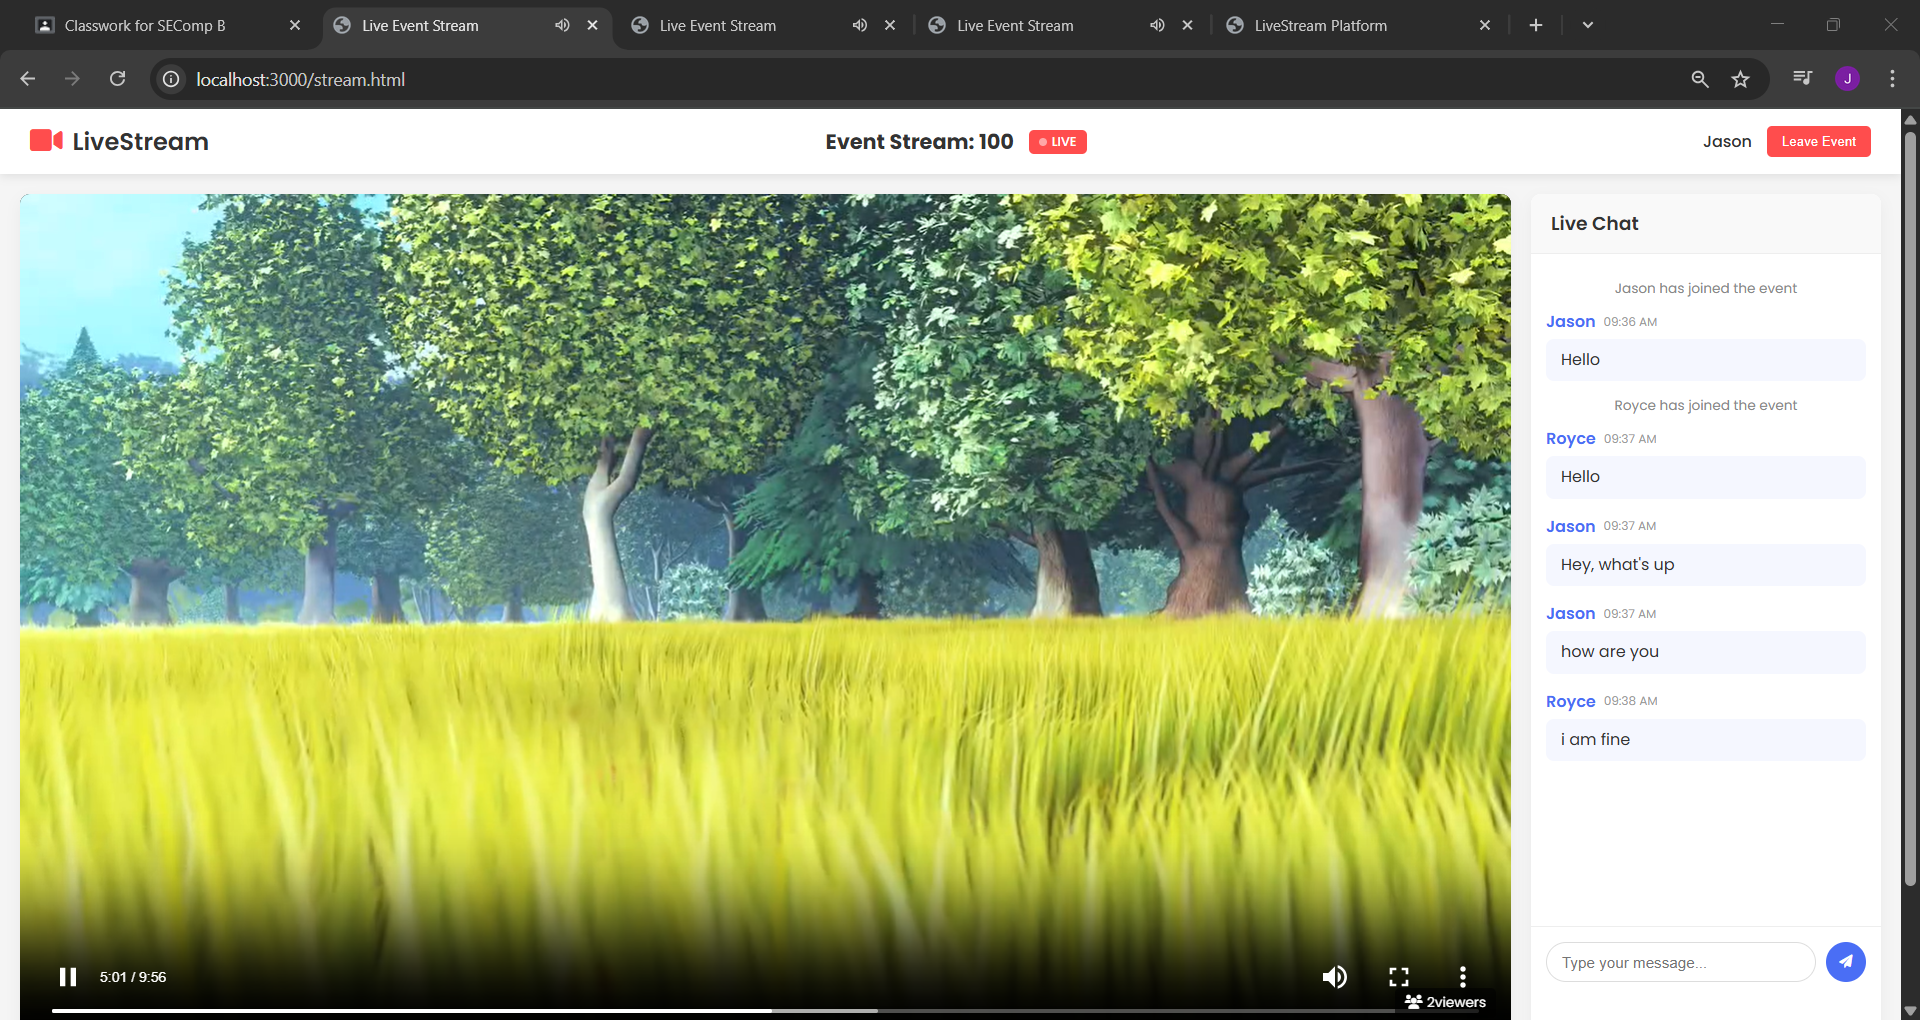 Classwork for SEComp B
Live Event Stream
Live Event Stream
Live Event Stream
LiveStream Platform
localhost:3000/stream.html
J
LiveStream
Event Stream: 100
LIVE
Jason
Leave Event
Live Chat
Jason has joined the event
Jason 09:36 AM
Hello
Royce has joined the event
Royce 09:37 AM
Hello
Jason 09:37 AM
Hey, what's up
Jason 09:37 AM
how are you
Royce 09:38 AM
i am fine
Type your message...
5:01 / 9:56
2viewers